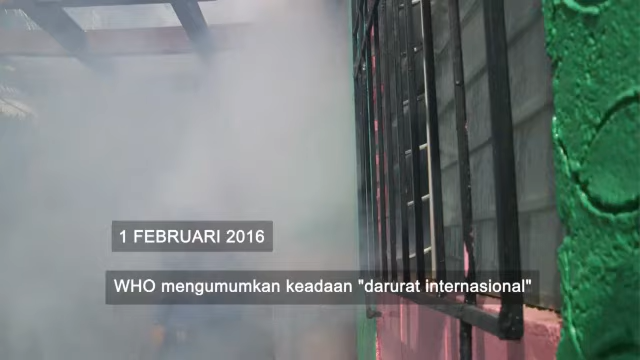 1 FEBRUARI 2016
WHO mengumumkan keadaan "darurat internasional"